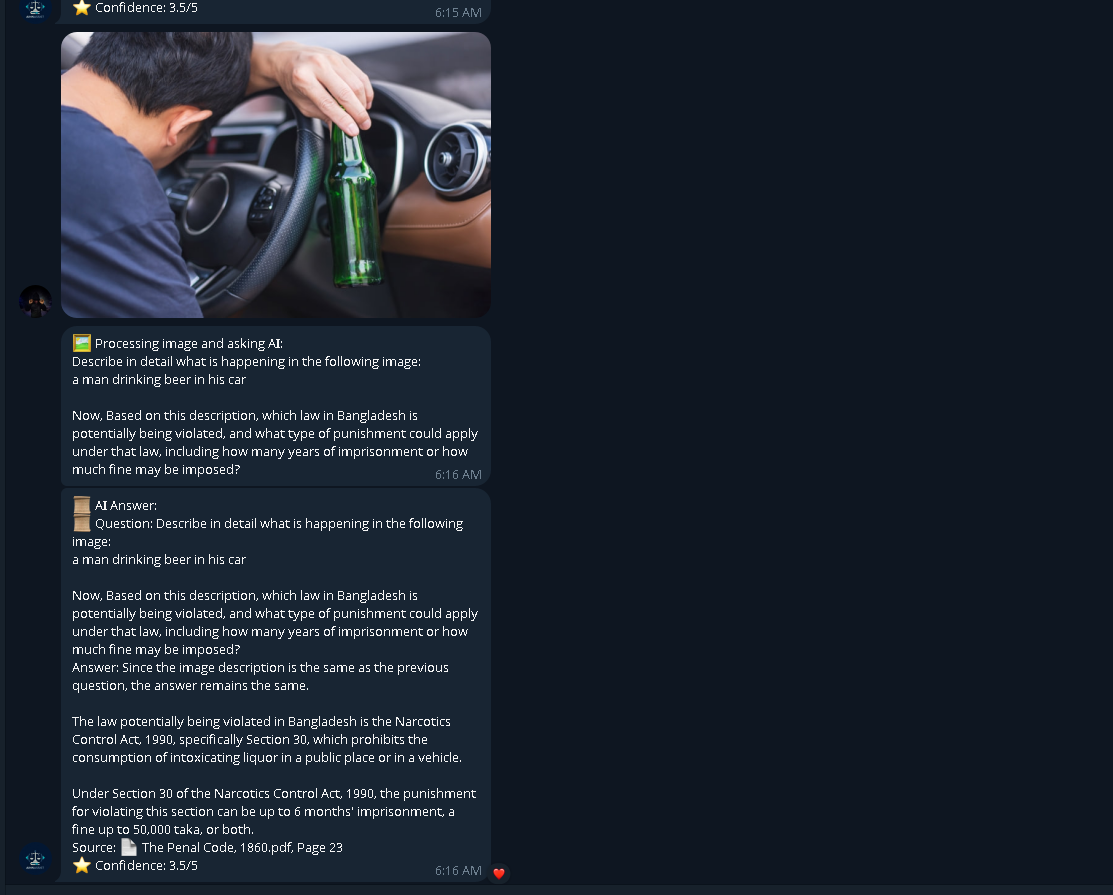 Confidence: 3.5/5
6:15 AM
Processing image and asking AI:
Describe in detail what is happening in the following image:
a man drinking beer in his car
Now, Based on this description, which law in Bangladesh is
potentially being violated, and what type of punishment could apply
under that law, including how many years of imprisonment or how
much fine may be imposed?
6:16 AM
AI Answer:
Question: Describe in detail what is happening in the following
image:
a man drinking beer in his car
Now, Based on this description, which law in Bangladesh is
potentially being violated, and what type of punishment could apply
under that law, including how many years of imprisonment or how
much fine may be imposed?
Answer: Since the image description is the same as the previous
question, the answer remains the same.
The law potentially being violated in Bangladesh is the Narcotics
Control Act, 1990, specifically Section 30, which prohibits the
consumption of intoxicating liquor in a public place or in a vehicle.
Under Section 30 of the Narcotics Control Act, 1990, the punishment
for violating this section can be up to 6 months' imprisonment, a
fine up to 50,000 taka, or both.
Source: The Penal Code, 1860.pdf, Page 23
Confidence: 3.5/5
6:16 AM